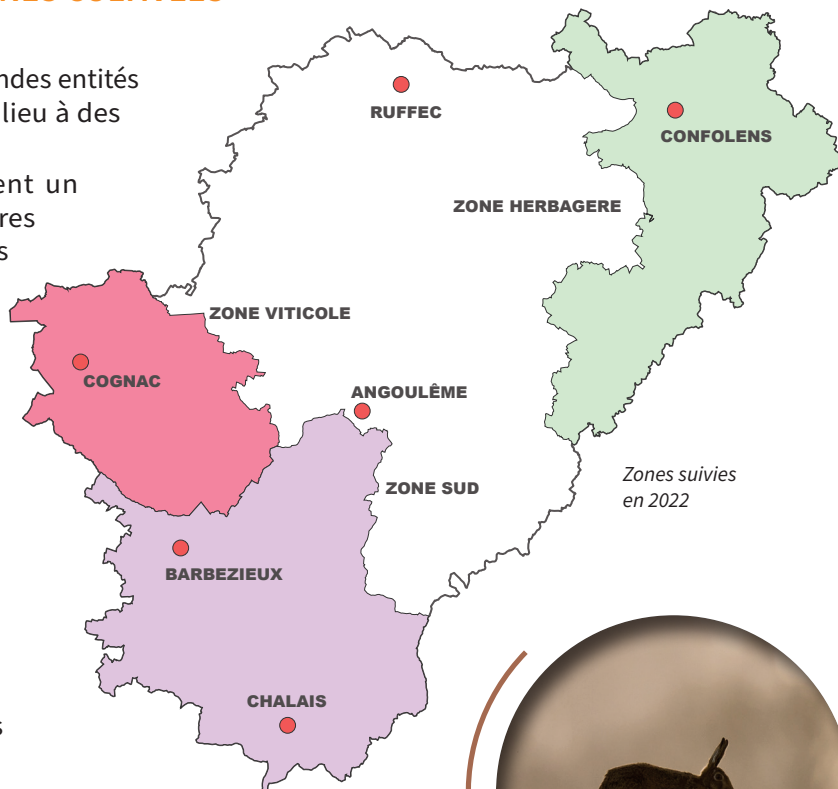 ndes entités
lieu à des
ent un
res
s
RUFFEC
CONFOLENS
ZONE HERBAGERE
ZONE VITICOLE
COGNAC
ANGOULÊME
ZONE SUD
Zones suivies
en 2022
BARBEZIEUX
CHALAIS
s